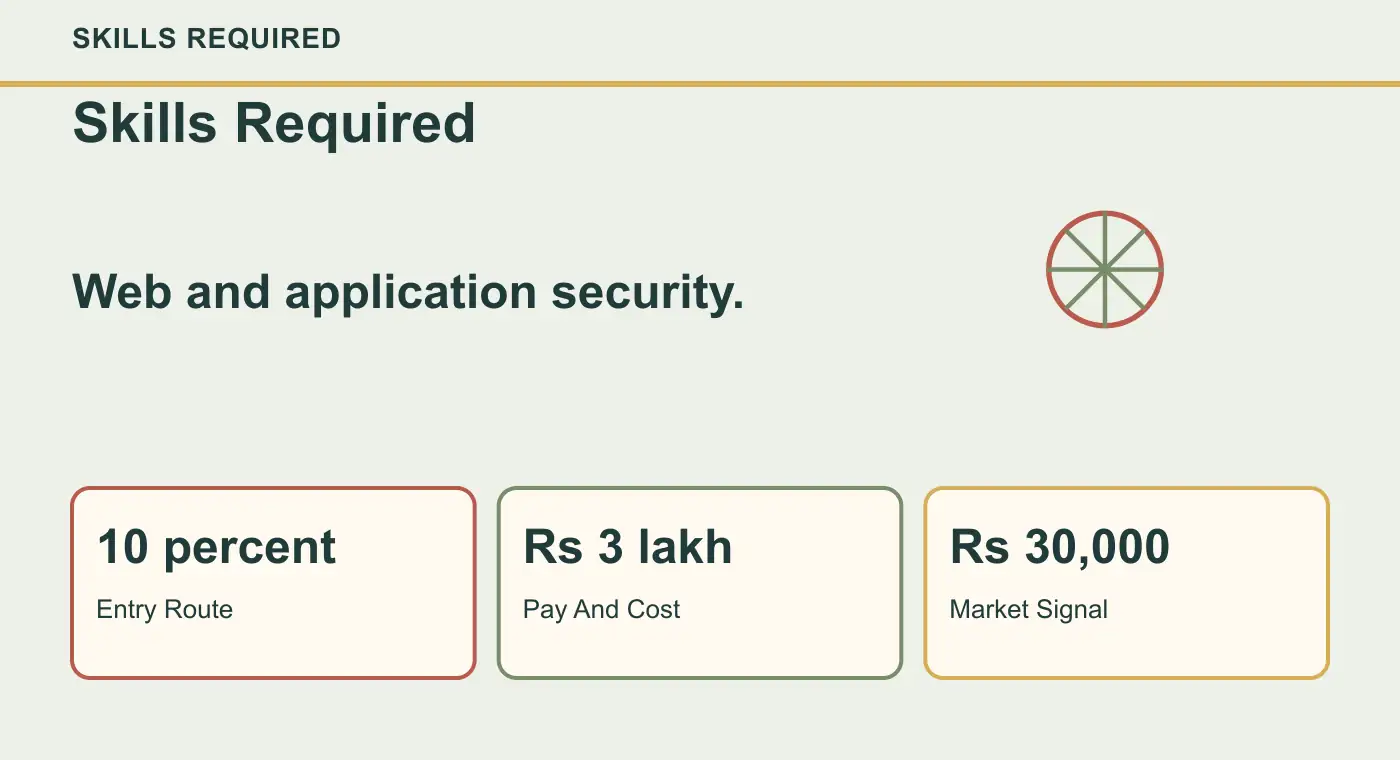 SKILLS REQUIRED
Skills Required
Web and application security.
10 percent
Entry Route
Rs 3 lakh
Pay And Cost
Rs 30,000
Market Signal